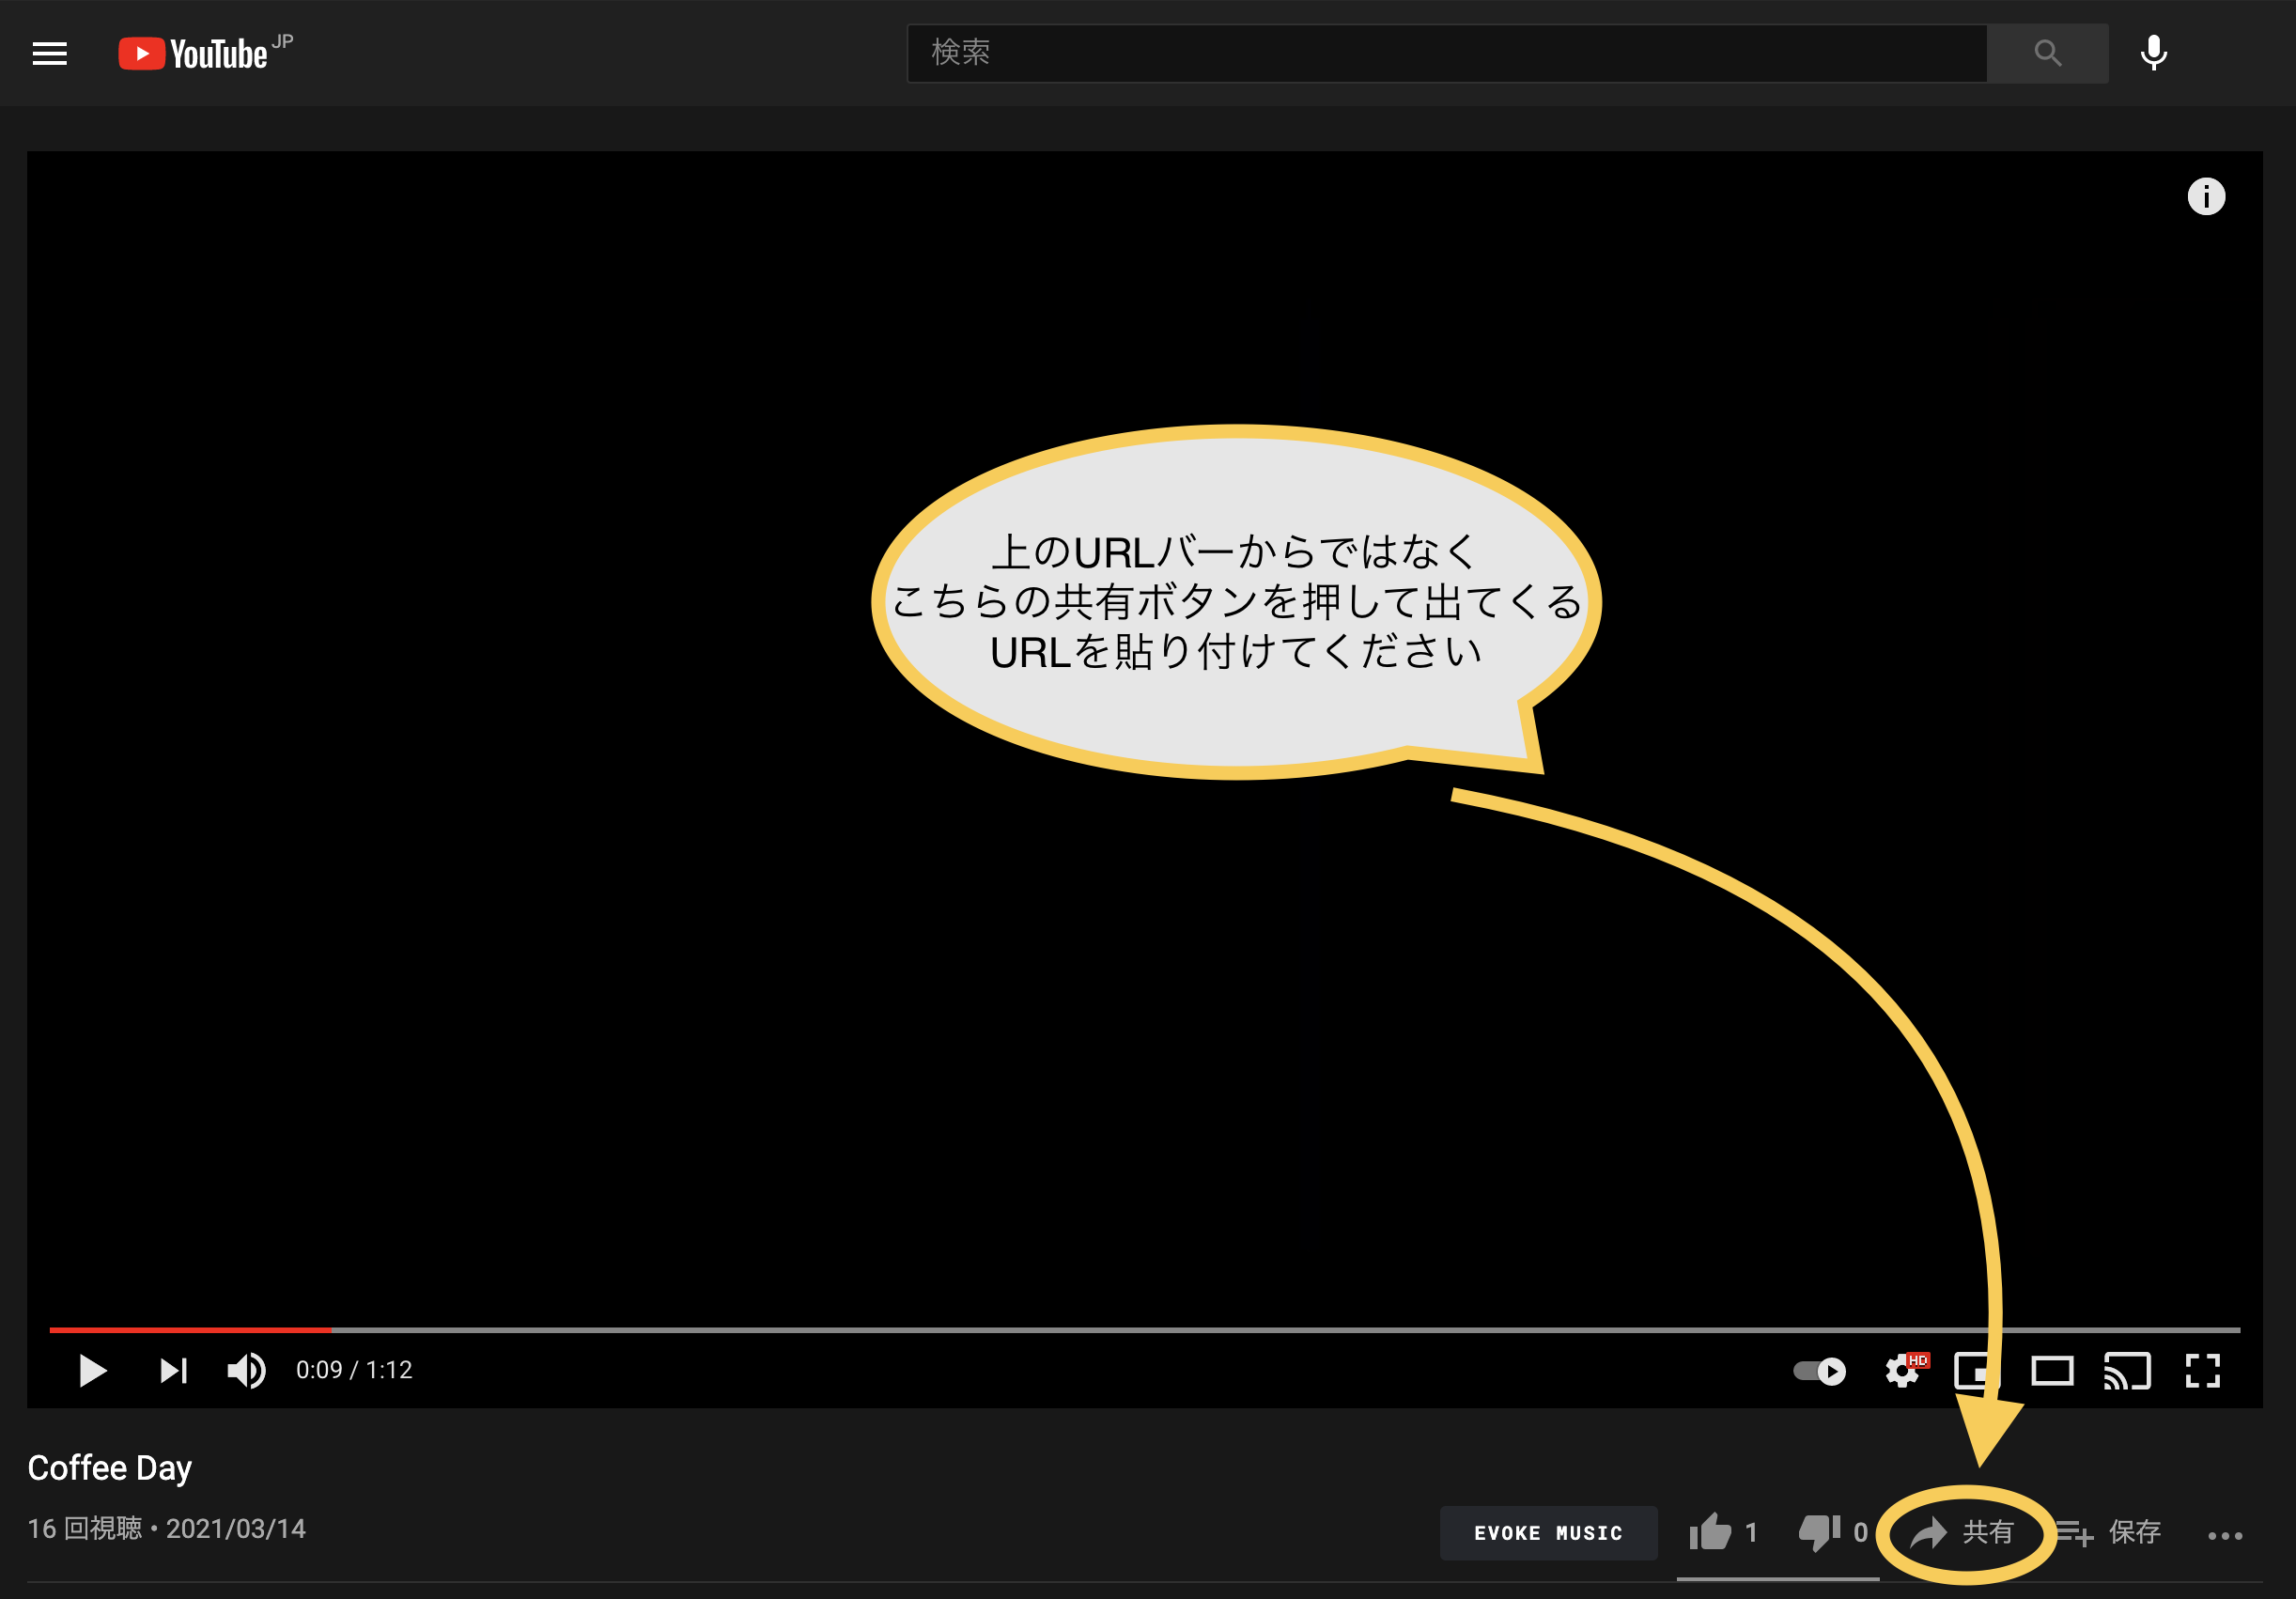 YouTube JP
検索
上のURLバーからではなく
こちらの共有ボタンを押して出てくる
URLを貼り付けてください
0:09 / 1:12
HD
Coffee Day
16 回視聴・2021/03/14
EVOKE MUSIC 1 0 共有 保存